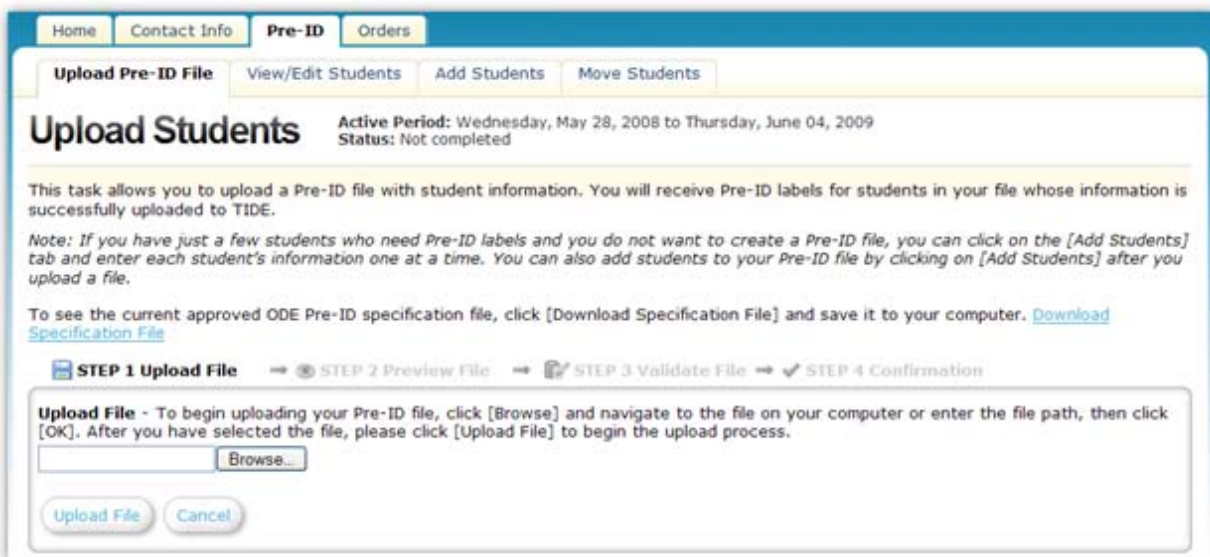 Home Contact Info Pre-ID Orders
Upload Pre-ID File View/Edit Students Add Students Move Students
Upload Students
Active Period: Wednesday, May 28, 2008 to Thursday, June 04, 2009
Status: Not completed
This task allows you to upload a Pre-ID file with student information. You will receive Pre-ID labels for students in your file whose information is
successfully uploaded to TIDE.
Note: If you have just a few students who need Pre-ID labels and you do not want to create a Pre-ID file, you can click on the [Add Students]
tab and enter each student's information one at a time. You can also add students to your Pre-ID file by clicking on [Add Students] after you
upload a file.
To see the current approved ODE Pre-ID specification file, click [Download Specification File] and save it to your computer. Download
Specification File
STEP 1 Upload File → STEP 2 Preview File → STEP 3 Validate File → STEP 4 Confirmation
Upload File - To begin uploading your Pre-ID file, click [Browse] and navigate to the file on your computer or enter the file path, then click
[OK]. After you have selected the file, please click [Upload File] to begin the upload process.
Browse...
Upload File Cancel